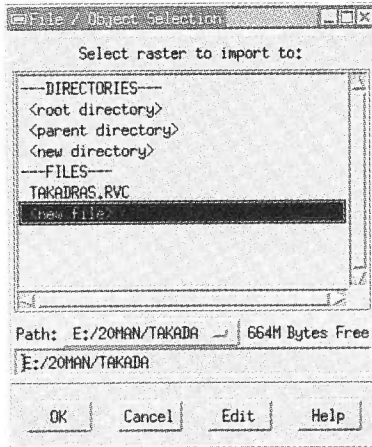 File / Object Selection
Select raster to import to:
---DIRECTORIES---
<root directory>
<parent directory>
<new directory>
---FILES---
TAKADRAS.RVC
<new file>
Path: E:/20MAN/TAKADA 664M Bytes Free
E:/20MAN/TAKADA
OK Cancel Edit Help